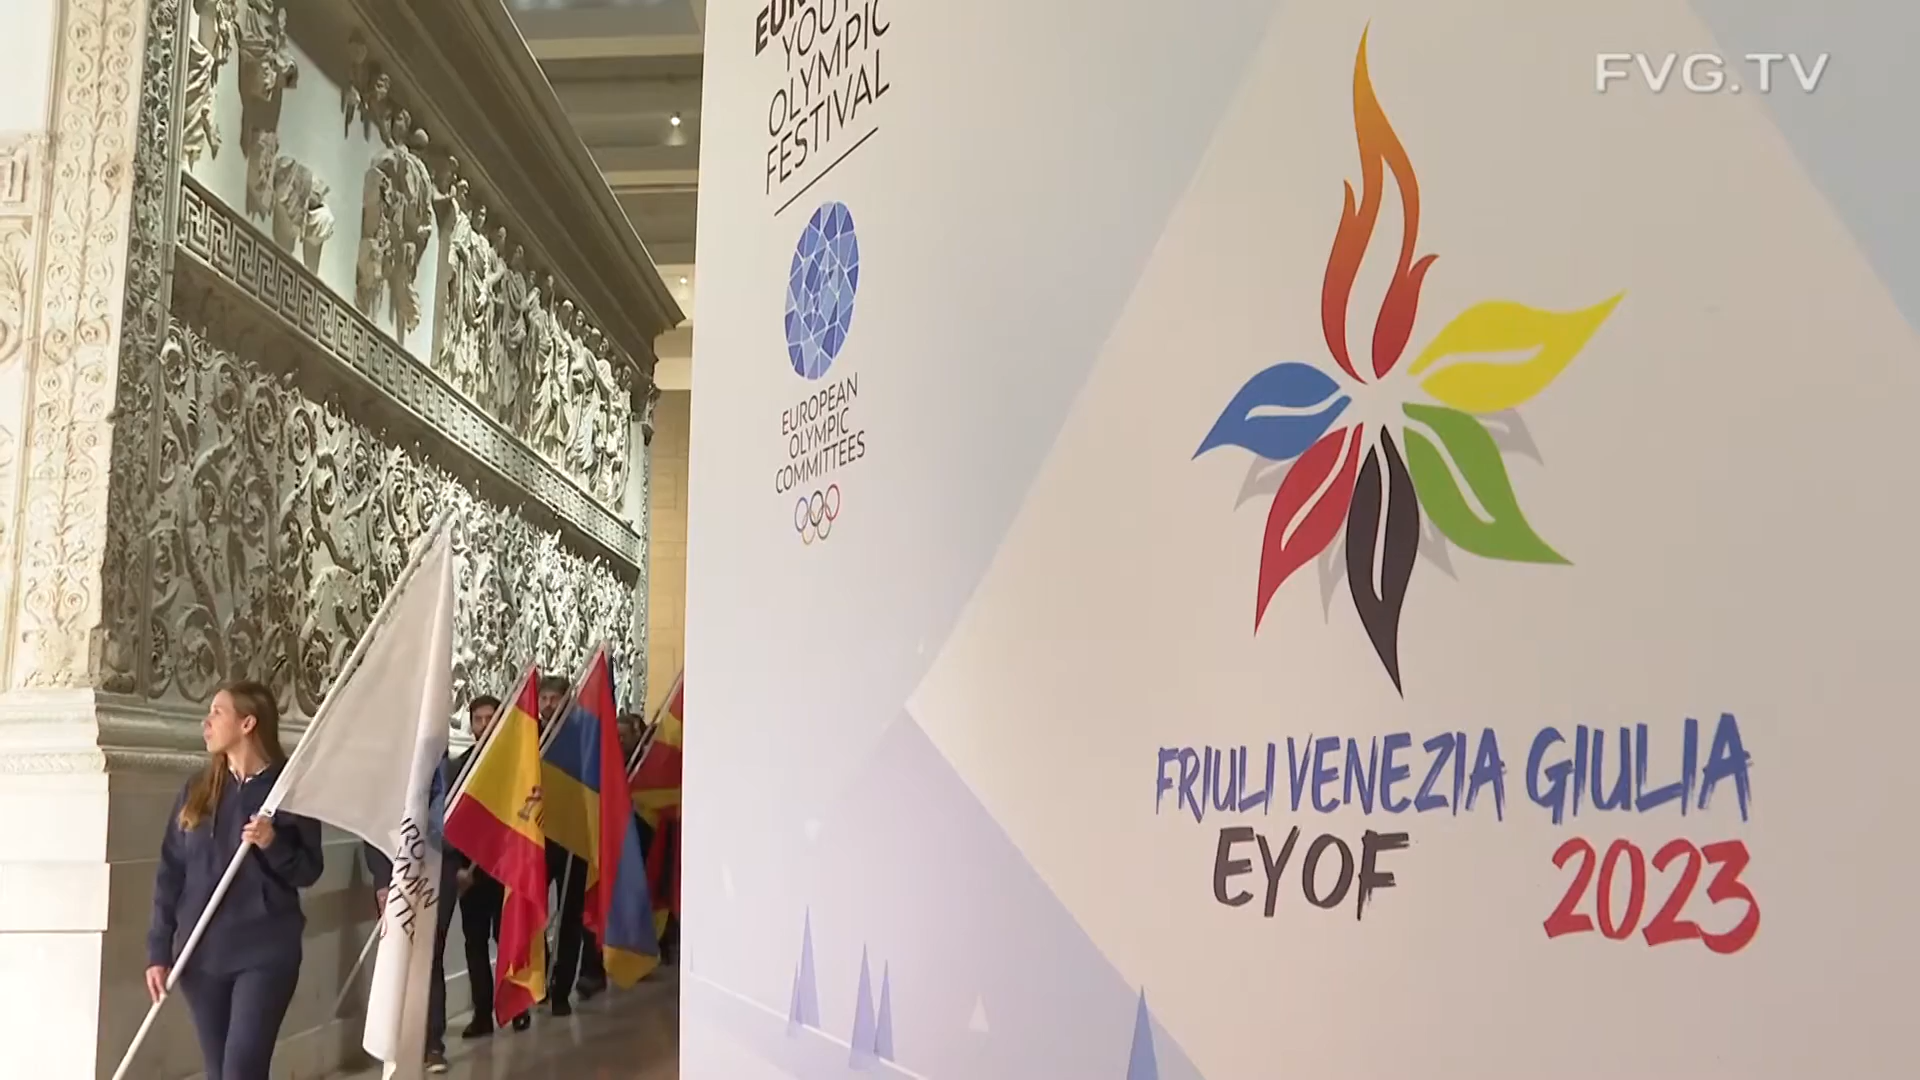 YOUTH
OLYMPIC
FESTIVAL
EUROPEAN
OLYMPIC
COMMITTEES
FVG.TV
FRIULI VENEZIA GIULIA
EYOF 2023